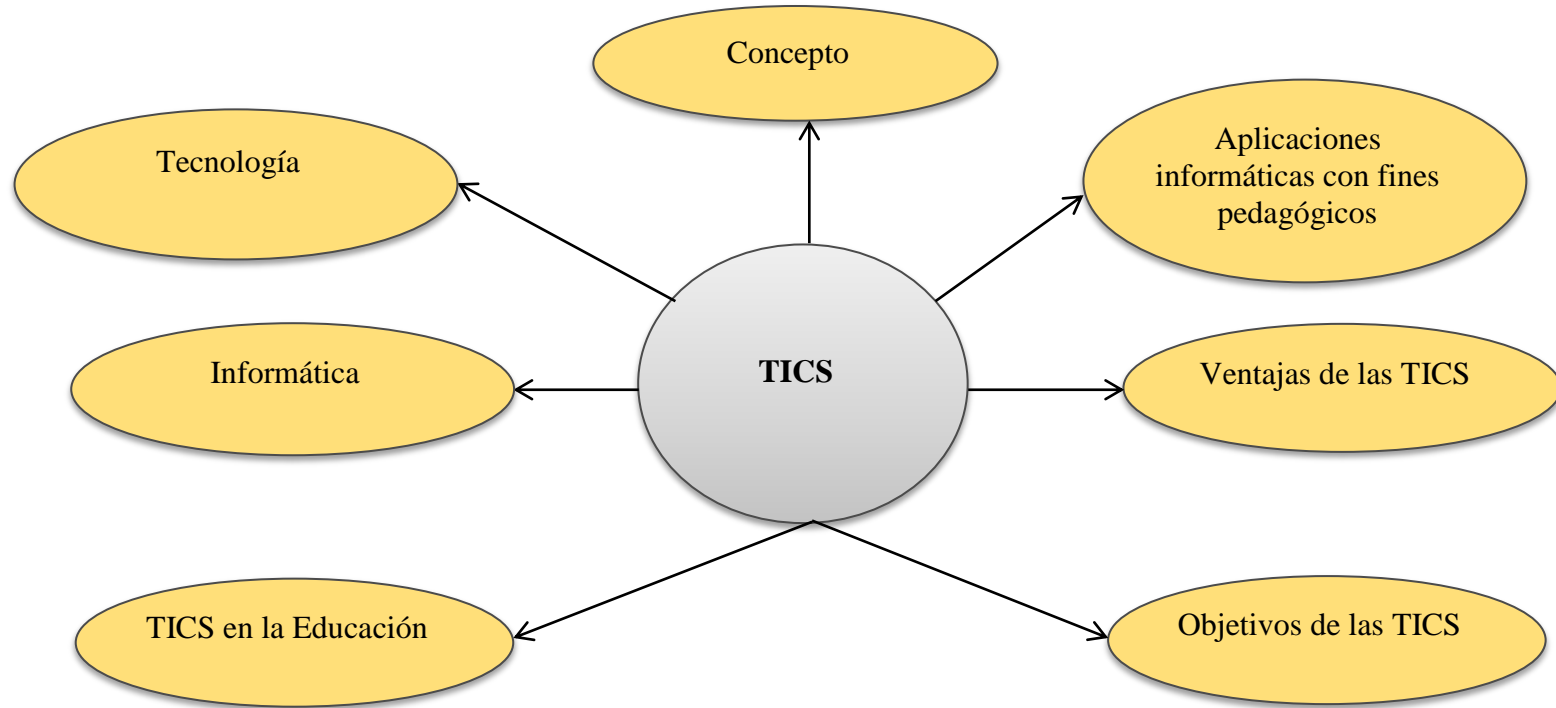 Concepto
Tecnología
Aplicaciones
informáticas con fines
pedagógicos
TICS
Informática
Ventajas de las TICS
TICS en la Educación
Objetivos de las TICS